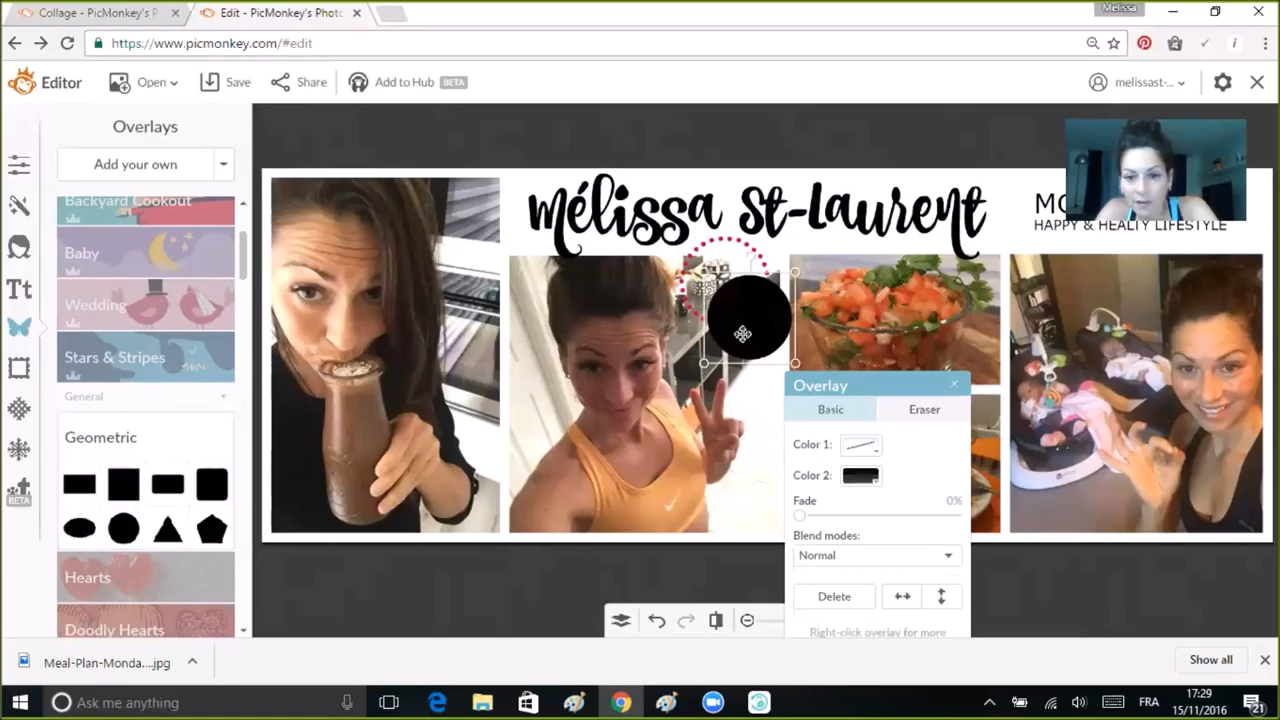 Collage - PicMonkey's P
Edit - PicMonkey's Photo
Melissa
https://www.picmonkey.com/#edit
Editor
Open
Save
Share
Add to Hub BETA
melissast-...
Overlays
Add your own
Backyard Cookout
Baby
Wedding
Stars & Stripes
General
Geometric
Hearts
Doodly Hearts
Tt
BETA
mélissa St-Laurent
HAPPY & HEALTY LIFESTYLE
Overlay
Basic
Eraser
Color 1:
Color 2:
Fade
0%
Blend modes:
Normal
Delete
Right-click overlay for more
Meal-Plan-Monda....jpg
Show all
Ask me anything
FRA
17:29
15/11/2016
21